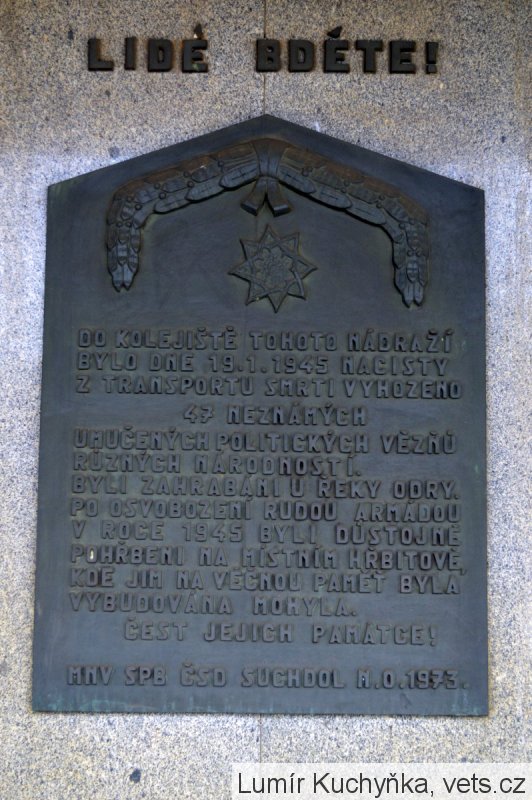 LIDÉ BDĚTE!
DO KOLEJIŠTĚ TOHOTO NÁDRAŽÍ
BYLO DNE 19.1.1945 NACISTY
Z TRANSPORTU SMRTI VYHOZENO
47 NEZNÁMÝCH
UMUČENÝCH POLITICKÝCH VĚZŇŮ
RŮZNÝCH NÁRODNOSTÍ.
BYLI ZAHRABÁNI U ŘEKY ODRY.
PO OSVOBOZENÍ RUDOU ARMÁDOU
V ROCE 1945 BYLI DŮSTOJNĚ
POHŘBENI NA MÍSTNÍM HŘBITOVĚ,
KDE JIM NA VĚČNOU PAMĚT BYLA
VYBUDOVÁNA MOHYLA.
ČEST JEJICH PAMÁTCE!
MNV SPB ČSD SUCHDOL N.O.1973.
Lumír Kuchyňka, vets.cz